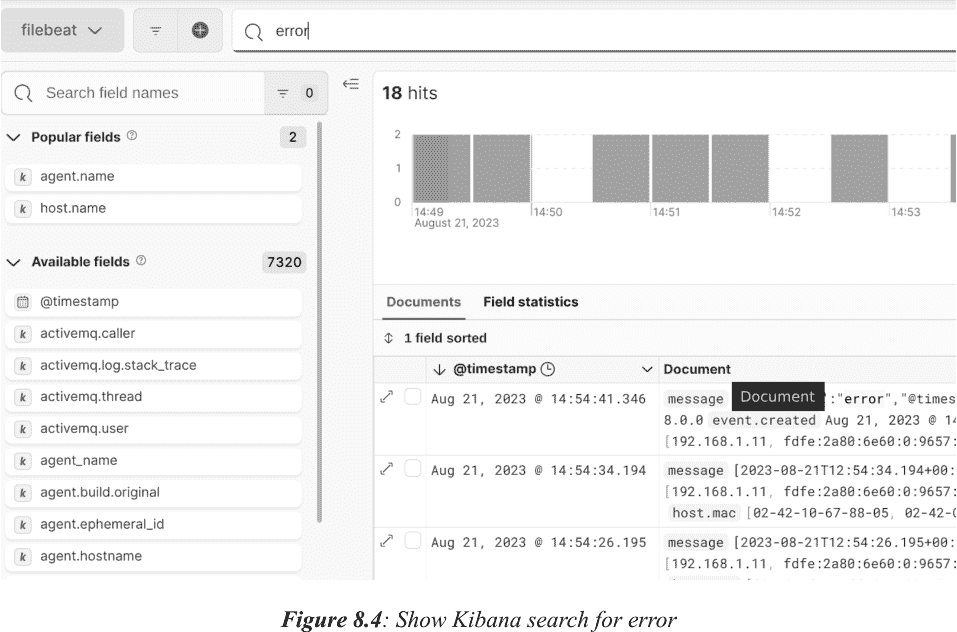 filebeat
error
Search field names
0
Popular fields
2
agent.name
host.name
Available fields
7320
@timestamp
activemq.caller
activemq.log.stack_trace
activemq.thread
activemq.user
agent_name
agent.build.original
agent.ephemeral_id
agent.hostname
18 hits
2
1
0
14:49
14:50
14:51
14:52
14:53
August 21, 2023
Documents Field statistics
1 field sorted
@timestamp Document
Document
Aug 21, 2023 @ 14:54:41.346 message :"error","@times
8.0.0 event.created Aug 21, 2023 @ 14
[192.168.1.11, fdfe:2a80:6e60:0:9657:
Aug 21, 2023 @ 14:54:34.194 message [2023-08-21T12:54:34.194+00:
[192.168.1.11, fdfe:2a80:6e60:0:9657:
host.mac [02-42-10-67-88-05, 02-42-
Aug 21, 2023 @ 14:54:26.195 message [2023-08-21T12:54:26.195+00:
[192.168.1.11, fdfe:2a80:6e60:0:9657:
Figure 8.4: Show Kibana search for error